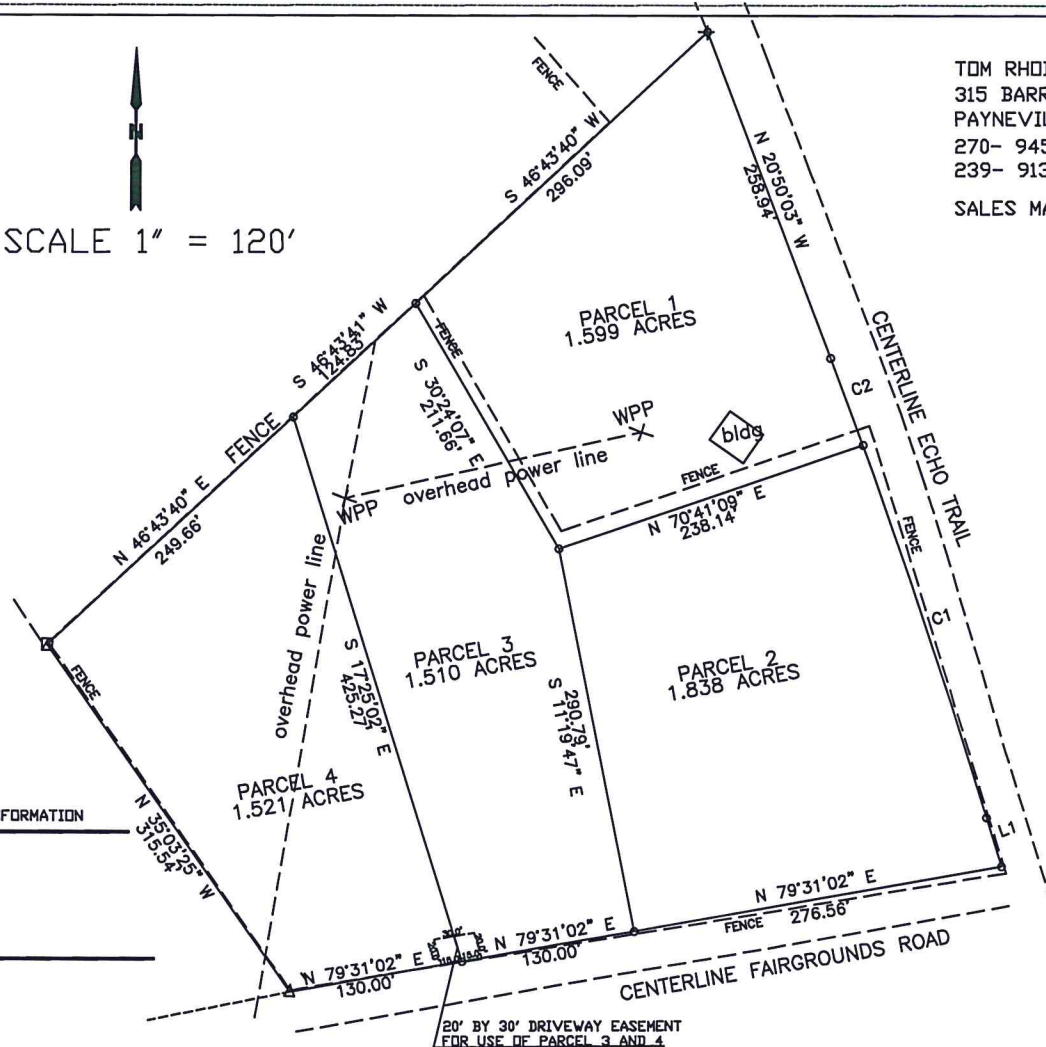 TOM RHOI
315 BARR
PAYNEVIL
270- 945
239- 913
SALES MA
N
SCALE 1" = 120'
FENCE
S 46°43'40" W
296.09'
N 20°50'03" W
258.94'
PARCEL 1
1.599 ACRES
CENTERLINE ECHO TRAIL
C2
S 46°43'41" W
124.83'
FENCE
FENCE
S 30°24'07" E
211.66'
WPP
bldg
overhead power line
WPP
FENCE
N 70°41'09" E
238.14'
FENCE
C1
N 46°43'40" E
249.66'
overhead power line
S 17°25'02" E
425.27'
PARCEL 3
1.510 ACRES
290.79'
S 11°19'47" E
PARCEL 2
1.838 ACRES
FENCE
PARCEL 4
1.521 ACRES
N 35°03'25" W
315.54'
FORMATION
L1
N 79°31'02" E
276.56'
FENCE
N 79°31'02" E
130.00'
N 79°31'02" E
130.00'
30.0'
CENTERLINE FAIRGROUNDS ROAD
20' BY 30' DRIVEWAY EASEMENT
FOR USE OF PARCEL 3 AND 4